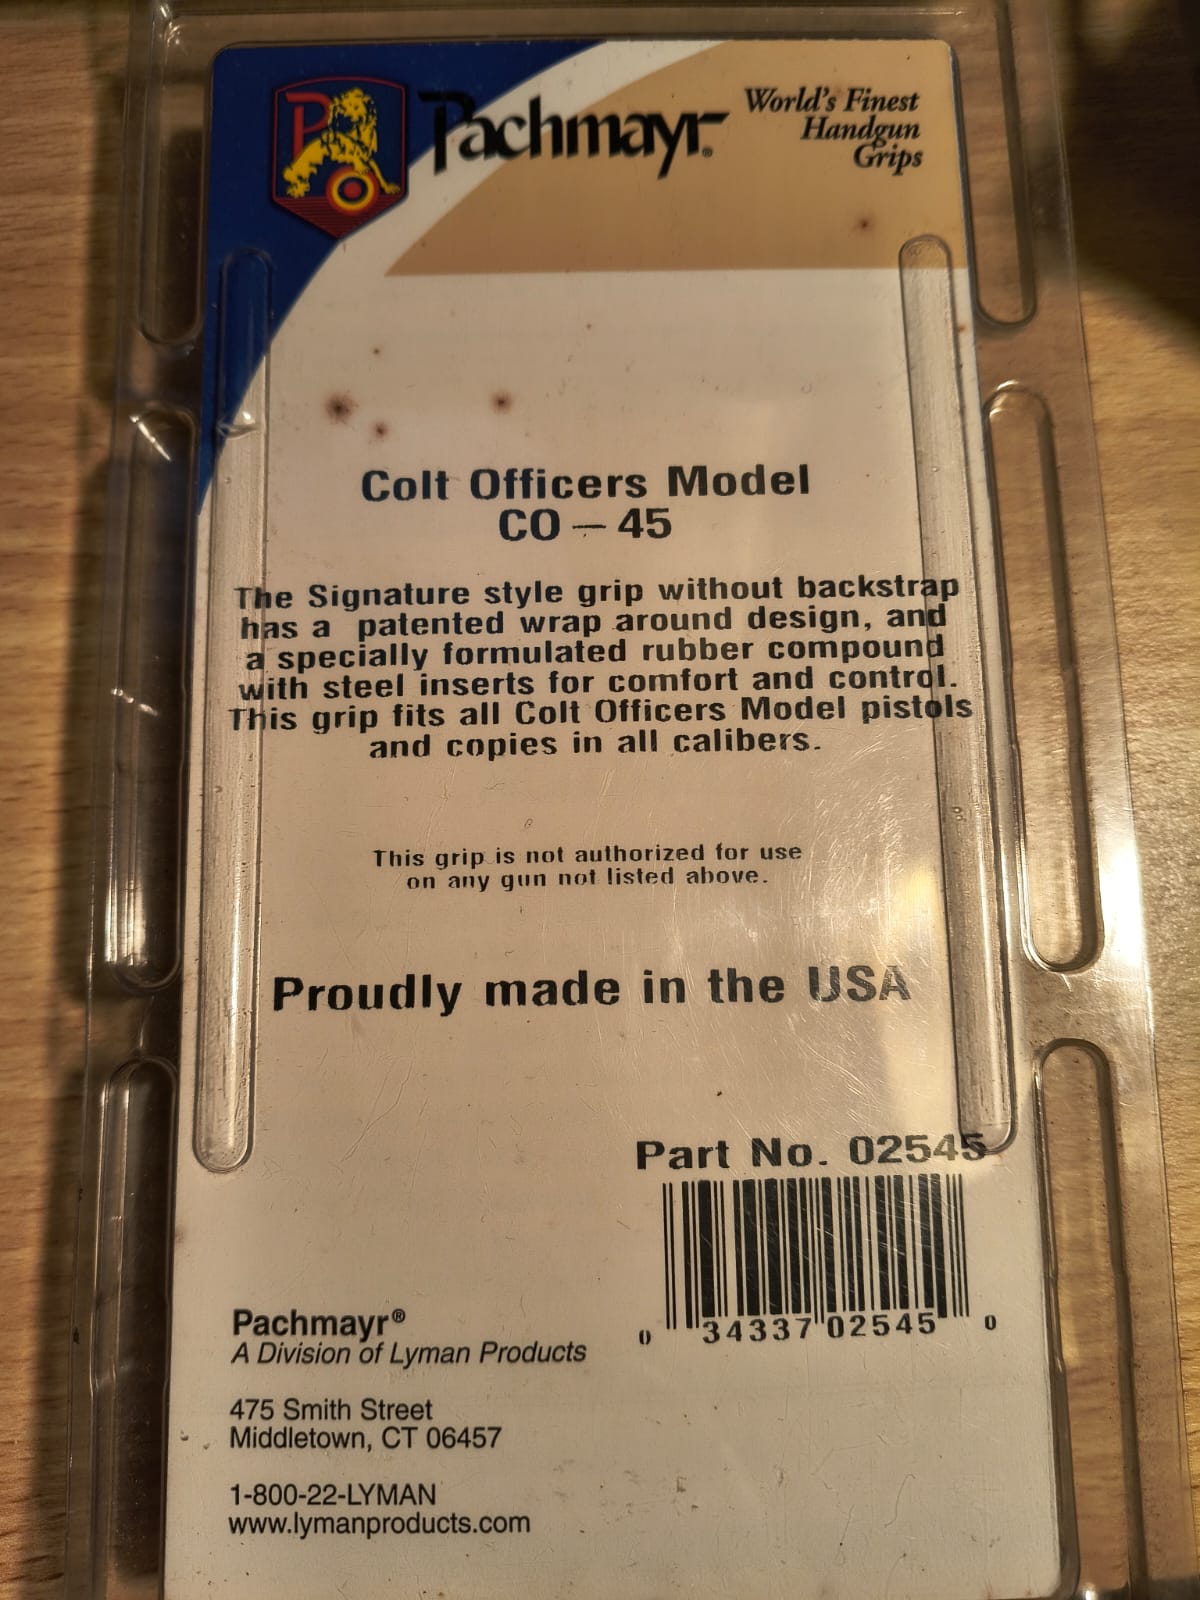 Pachmayr®
World's Finest
Handgun
Grips
Colt Officers Model
CO – 45
The Signature style grip without backstrap
has a patented wrap around design, and
a specially formulated rubber compound
with steel inserts for comfort and control.
This grip fits all Colt Officers Model pistols
and copies in all calibers.
This grip is not authorized for use
on any gun not listed above.
Proudly made in the USA
Part No. 02545
0 34337 02545 0
Pachmayr®
A Division of Lyman Products
475 Smith Street
Middletown, CT 06457
1-800-22-LYMAN
www.lymanproducts.com